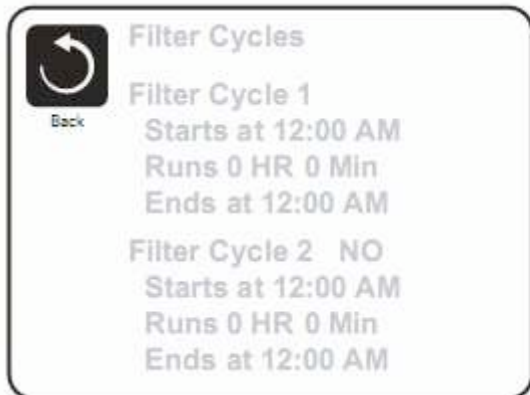 Filter Cycles
Back
Filter Cycle 1
Starts at 12:00 AM
Runs 0 HR 0 Min
Ends at 12:00 AM
Filter Cycle 2 NO
Starts at 12:00 AM
Runs 0 HR 0 Min
Ends at 12:00 AM